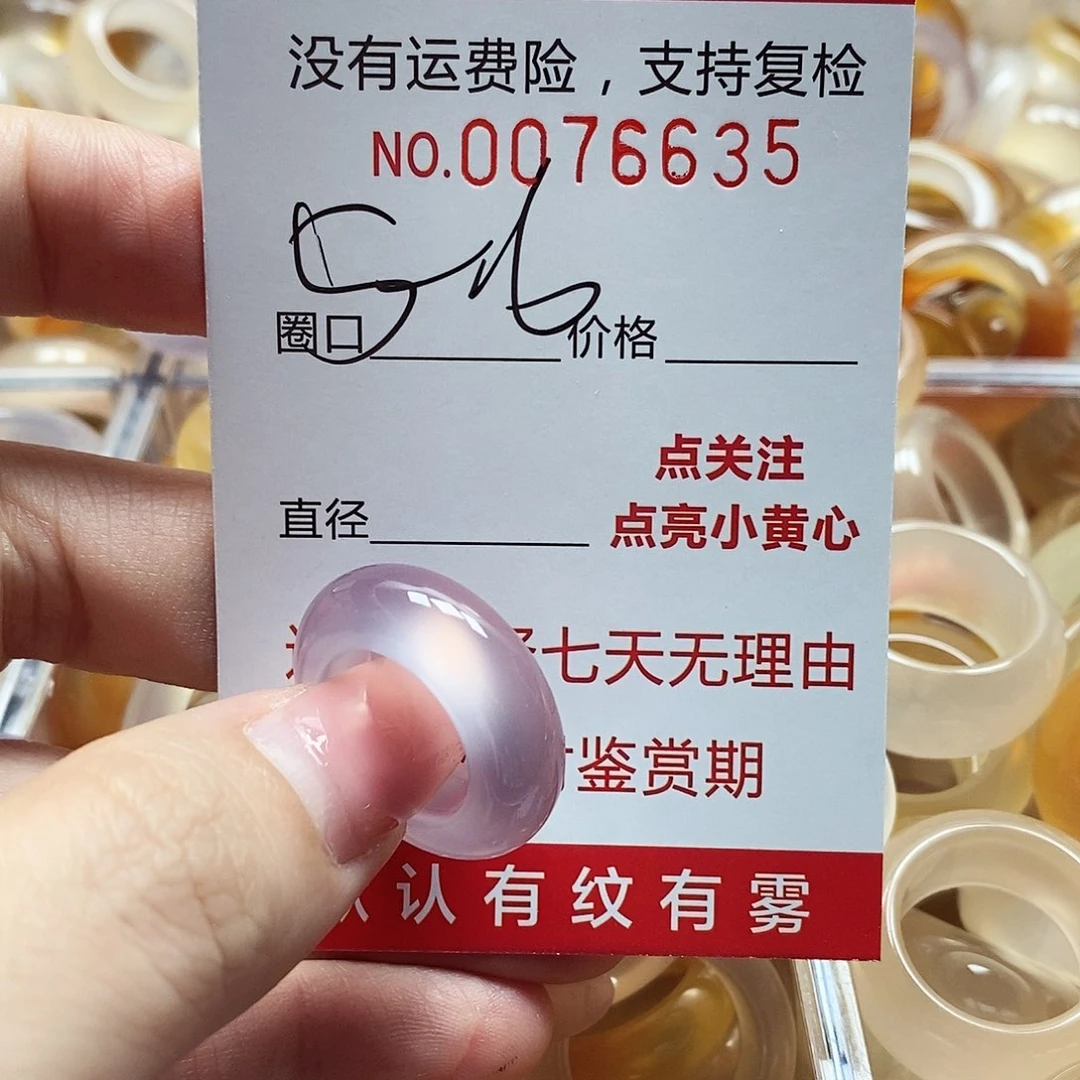 没有运费险，支持复检
NO.0076635
圈口 价格
点关注
直径 点亮小黄心
七天无理由
鉴赏期
认有纹有雾